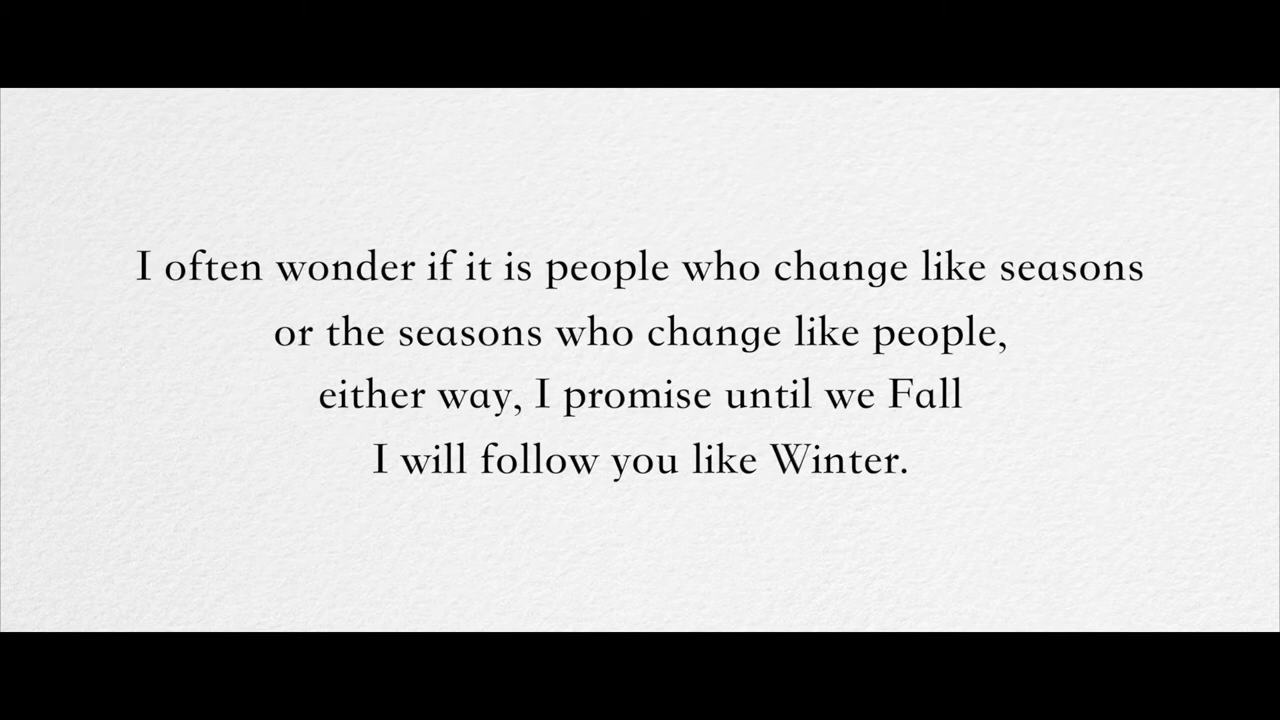 I often wonder if it is people who change like seasons
or the seasons who change like people,
either way, I promise until we Fall
I will follow you like Winter.